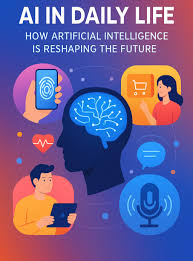 AI IN DAILY LIFE
HOW ARTIFICIAL INTELLIGENCE
IS RESHAPING THE FUTURE